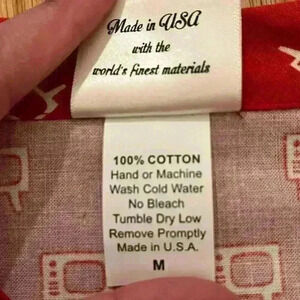 Made in USA
with the
world's finest materials
100% COTTON
Hand or Machine
Wash Cold Water
No Bleach
Tumble Dry Low
Remove Promptly
Made in U.S.A.
M